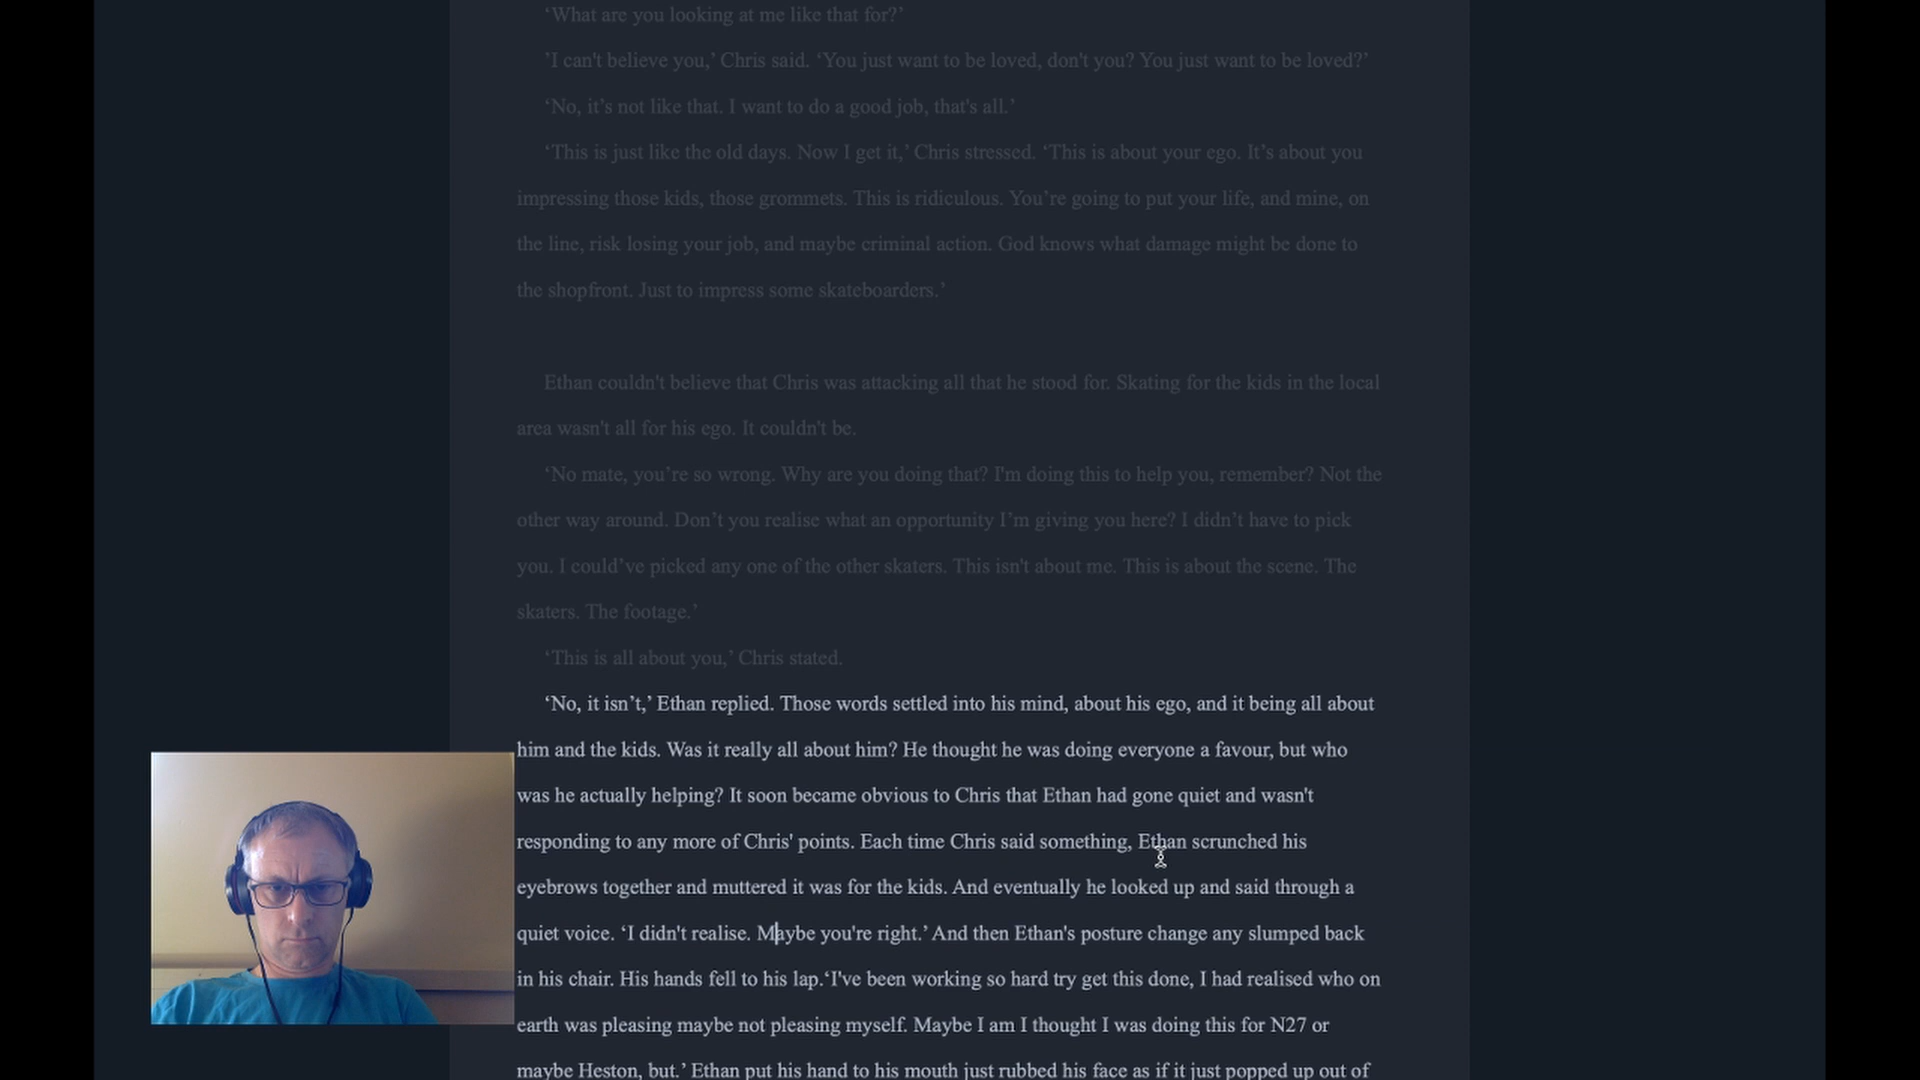 ‘What are you looking at me like that for?’
’I can't believe you,’ Chris said. ‘You just want to be loved, don't you? You just want to be loved?’
‘No, it’s not like that. I want to do a good job, that's all.’
‘This is just like the old days. Now I get it,’ Chris stressed. ‘This is about your ego. It’s about you
impressing those kids, those grommets. This is ridiculous. You’re going to put your life, and mine, on
the line, risk losing your job, and maybe criminal action. God knows what damage might be done to
the shopfront. Just to impress some skateboarders.’
Ethan couldn't believe that Chris was attacking all that he stood for. Skating for the kids in the local
area wasn't all for his ego. It couldn't be.
‘No mate, you’re so wrong. Why are you doing that? I'm doing this to help you, remember? Not the
other way around. Don’t you realise what an opportunity I’m giving you here? I didn’t have to pick
you. I could’ve picked any one of the other skaters. This isn't about me. This is about the scene. The
skaters. The footage.’
‘This is all about you,’ Chris stated.
‘No, it isn’t,’ Ethan replied. Those words settled into his mind, about his ego, and it being all about
him and the kids. Was it really all about him? He thought he was doing everyone a favour, but who
was he actually helping? It soon became obvious to Chris that Ethan had gone quiet and wasn't
responding to any more of Chris' points. Each time Chris said something, Ethan scrunched his
eyebrows together and muttered it was for the kids. And eventually he looked up and said through a
quiet voice. ‘I didn't realise. Maybe you're right.’ And then Ethan's posture change any slumped back
in his chair. His hands fell to his lap.‘I've been working so hard try get this done, I had realised who on
earth was pleasing maybe not pleasing myself. Maybe I am I thought I was doing this for N27 or
maybe Heston, but.’ Ethan put his hand to his mouth just rubbed his face as if it just popped up out of